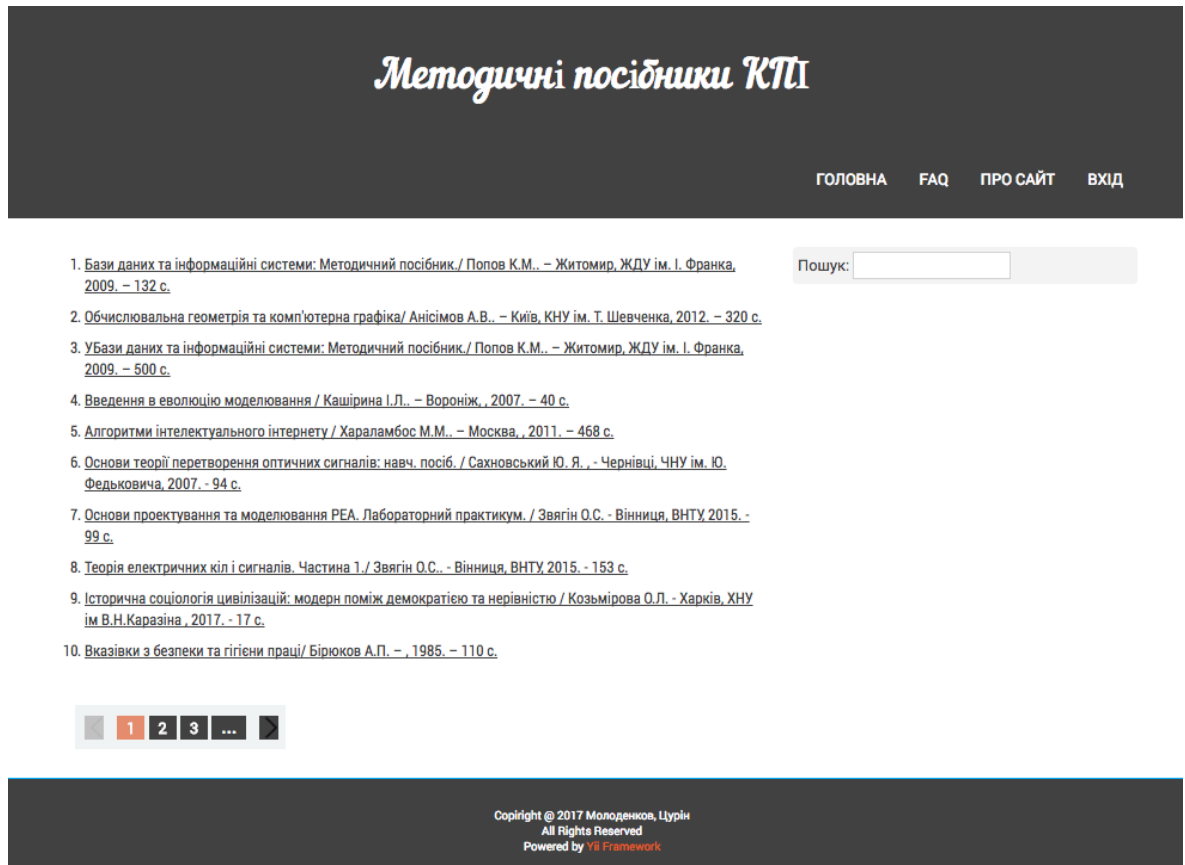 Методичні посібники КПІ
ГОЛОВНА FAQ ПРО САЙТ ВХІД
1. Бази даних та інформаційні системи: Методичний посібник./ Попов К.М.. – Житомир, ЖДУ ім. І. Франка,
2009. – 132 с.
2. Обчислювальна геометрія та комп'ютерна графіка/ Анісімов А.В.. – Київ, КНУ ім. Т. Шевченка, 2012. – 320 с.
3. УБази даних та інформаційні системи: Методичний посібник./ Попов К.М.. – Житомир, ЖДУ ім. І. Франка,
2009. – 500 с.
4. Введення в еволюцію моделювання / Кашірина І.Л.. – Вороніж, , 2007. – 40 с.
5. Алгоритми інтелектуального інтернету / Хараламбос М.М.. – Москва, , 2011. – 468 с.
6. Основи теорії перетворення оптичних сигналів: навч. посіб. / Сахновський Ю. Я. , - Чернівці, ЧНУ ім. Ю.
Федьковича, 2007. - 94 с.
7. Основи проектування та моделювання РЕА. Лабораторний практикум. / Звягін О.С. - Вінниця, ВНТУ, 2015. -
99 с.
8. Теорія електричних кіл і сигналів. Частина 1./ Звягін О.С.. - Вінниця, ВНТУ, 2015. - 153 с.
9. Історична соціологія цивілізацій: модерн поміж демократією та нерівністю / Козьмірова О.Л. - Харків, ХНУ
ім В.Н.Каразіна , 2017. - 17 с.
10. Вказівки з безпеки та гігієни праці/ Бірюков А.П. – , 1985. – 110 с.
Пошук:
1 2 3 ...
Copiright @ 2017 Молоденков, Цурін
All Rights Reserved
Powered by Yii Framework